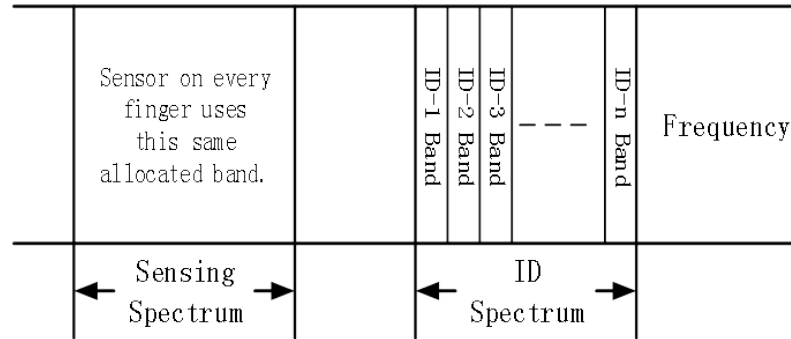 Sensor on every
finger uses
this same
allocated band.
ID-1 Band
ID-2 Band
ID-3 Band
ID-n Band
Frequency
Sensing
Spectrum
ID
Spectrum